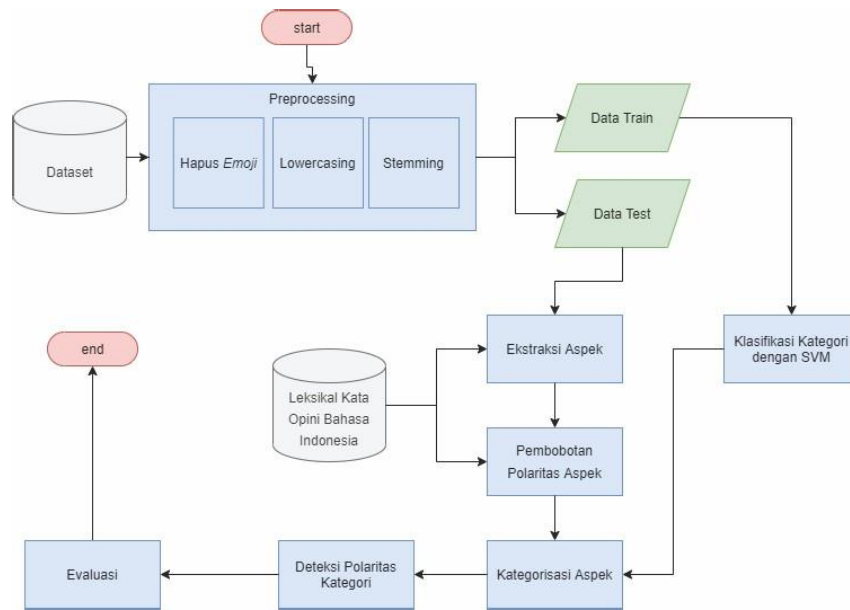 start
Preprocessing
Dataset
Hapus Emoji
Lowercasing
Stemming
Data Train
Data Test
end
Leksikal Kata
Opini Bahasa
Indonesia
Ekstraksi Aspek
Klasifikasi Kategori
dengan SVM
Pembobotan
Polaritas Aspek
Evaluasi
Deteksi Polaritas
Kategori
Kategorisasi Aspek